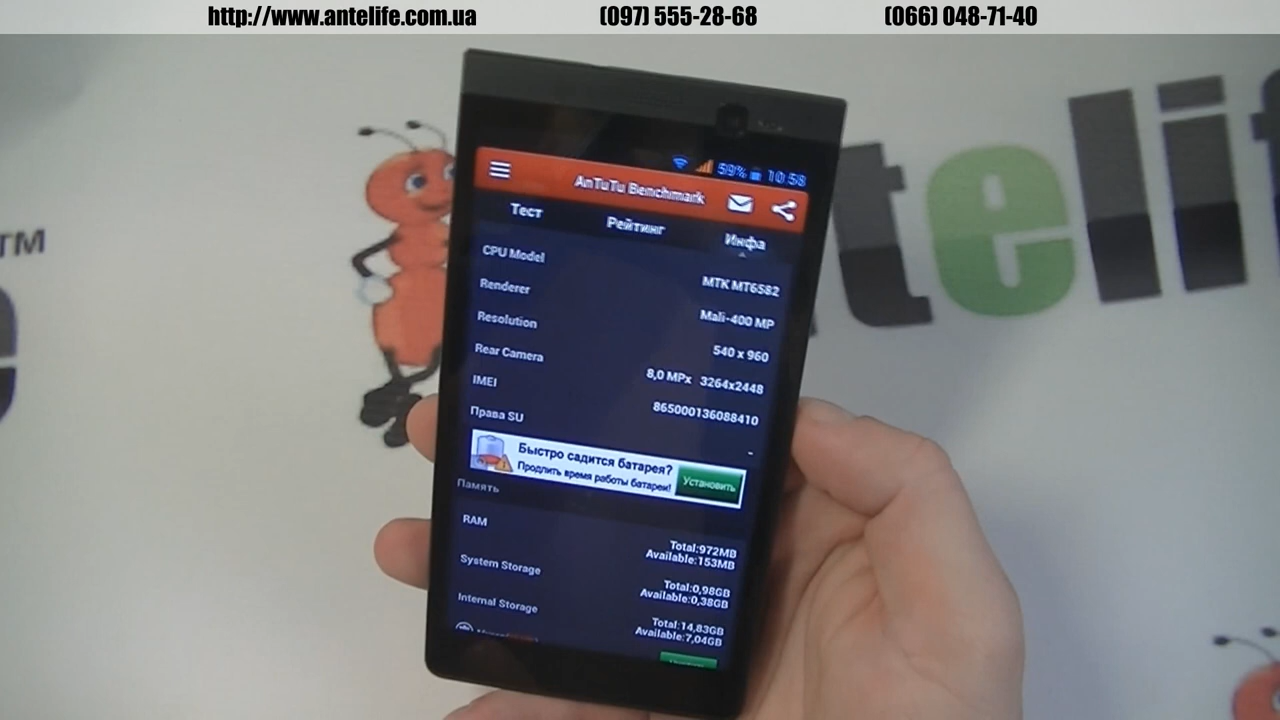 http://www.antelife.com.ua (097) 555-28-68 (066) 048-71-40
TM
telif
e
59% 10:58
AnTuTu Benchmark
Тест Рейтинг Инфа
CPU Model MTK MT6582
Renderer Mali-400 MP
Resolution 540 x 960
Rear Camera 8,0 MPx 3264x2448
IMEI 865000136088410
Права SU -
Быстро садится батарея?
Продлить время работы батареи!
Установить
Память
RAM Total:972MB
Available:153MB
System Storage Total:0,98GB
Available:0,38GB
Internal Storage Total:14,83GB
Available:7,04GB